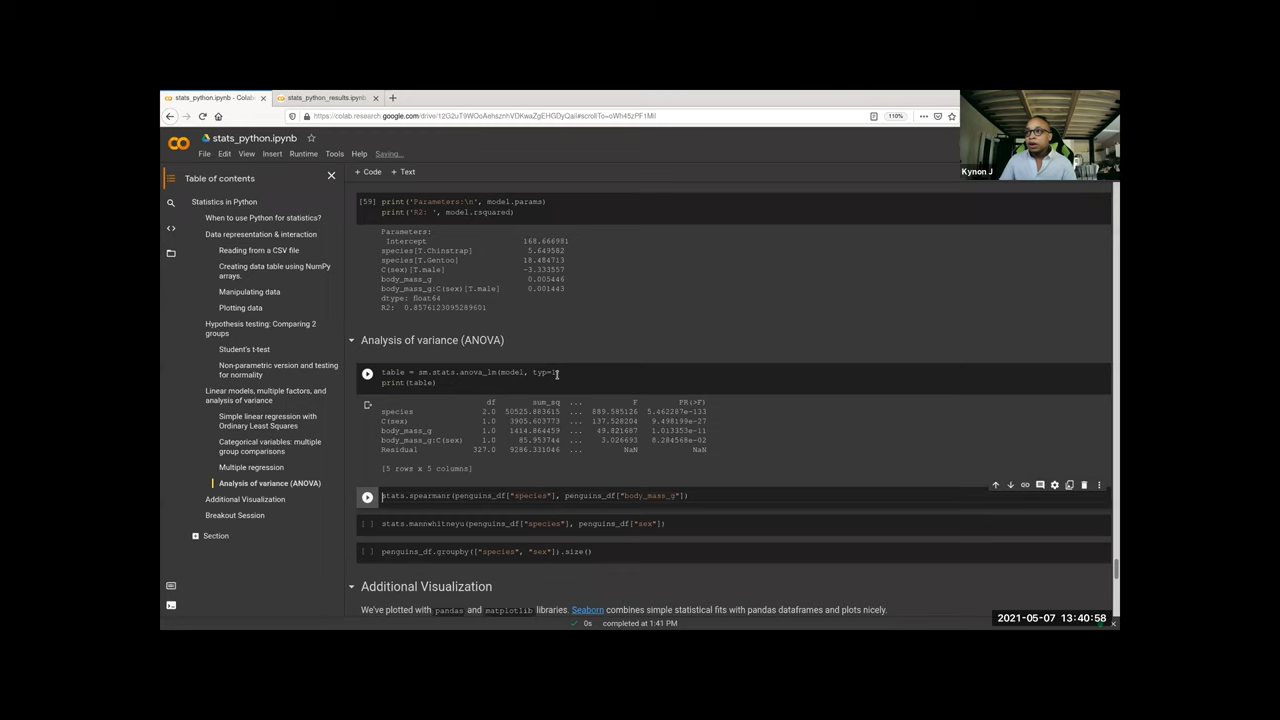 stats_python.ipynb - Colab
stats_python_results.ipynb
110%
stats_python.ipynb
File Edit View Insert Runtime Tools Help Saving...
Kynon J
Table of contents
+ Code + Text
Statistics in Python
When to use Python for statistics?
Data representation & interaction
Reading from a CSV file
Creating data table using NumPy
arrays.
Manipulating data
Plotting data
Hypothesis testing: Comparing 2
groups
Student's t-test
Non-parametric version and testing
for normality
Linear models, multiple factors, and
analysis of variance
Simple linear regression with
Ordinary Least Squares
Categorical variables: multiple
group comparisons
Multiple regression
Analysis of variance (ANOVA)
Additional Visualization
Breakout Session
Section
[59] print('Parameters:\n', model.params)
print('R2: ', model.rsquared)
Parameters:
Intercept 168.666981
species[T.Chinstrap] 5.649582
species[T.Gentoo] 18.484713
C(sex)[T.male] -3.333557
body_mass_g 0.005446
body_mass_g:C(sex)[T.male] 0.001443
dtype: float64
R2: 0.8576123095289601
Analysis of variance (ANOVA)
table = sm.stats.anova_lm(model, typ=1
print(table)
df sum_sq ... F PR(>F)
species 2.0 50525.883615 ... 889.585126 5.462287e-133
C(sex) 1.0 3905.603773 ... 137.528204 9.498199e-27
body_mass_g 1.0 1414.864459 ... 49.821687 1.013353e-11
body_mass_g:C(sex) 1.0 85.953744 ... 3.026693 8.284568e-02
Residual 327.0 9286.331046 ... NaN NaN
[5 rows x 5 columns]
stats.spearmanr(penguins_df["species"], penguins_df["body_mass_g"])
[ ] stats.mannwhitneyu(penguins_df["species"], penguins_df["sex"])
[ ] penguins_df.groupby(["species", "sex"]).size()
Additional Visualization
We've plotted with pandas and matplotlib libraries. Seaborn combines simple statistical fits with pandas dataframes and plots nicely.
0s completed at 1:41 PM
2021-05-07 13:40:58